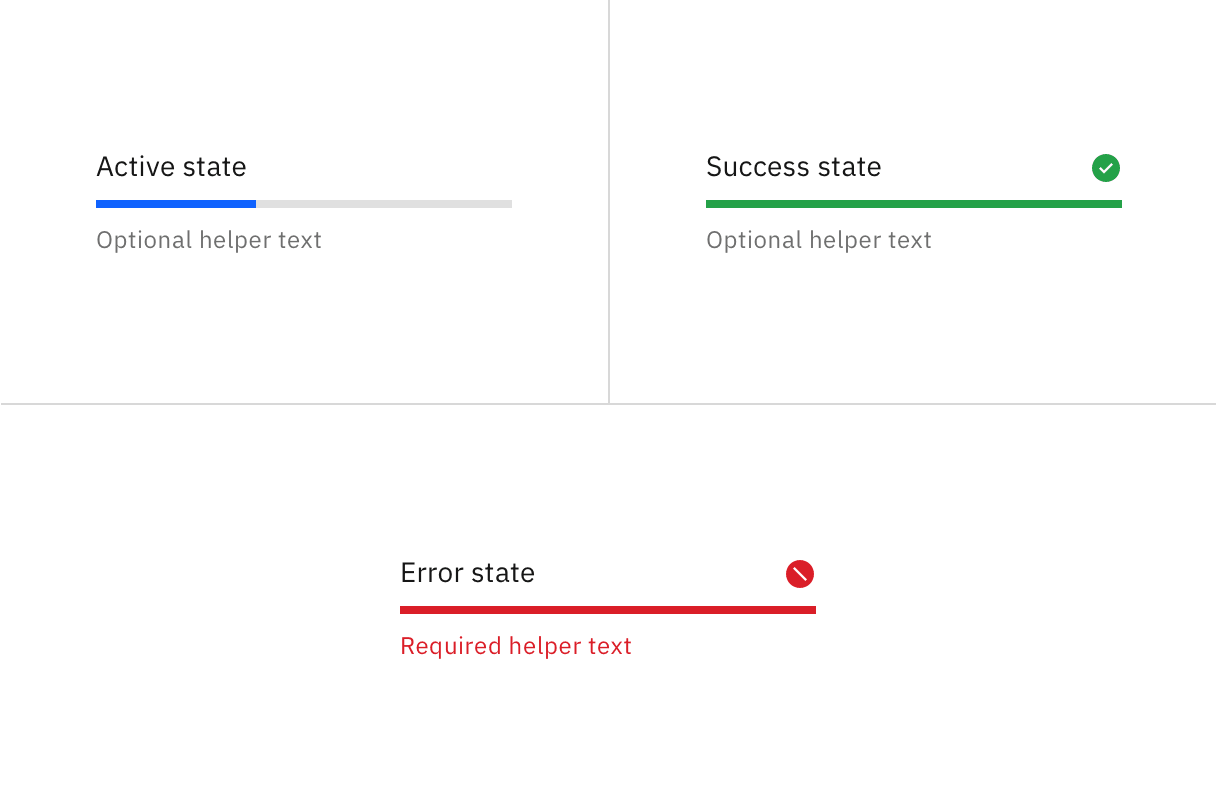 Active state
Optional helper text
Success state
Optional helper text
Error state
Required helper text